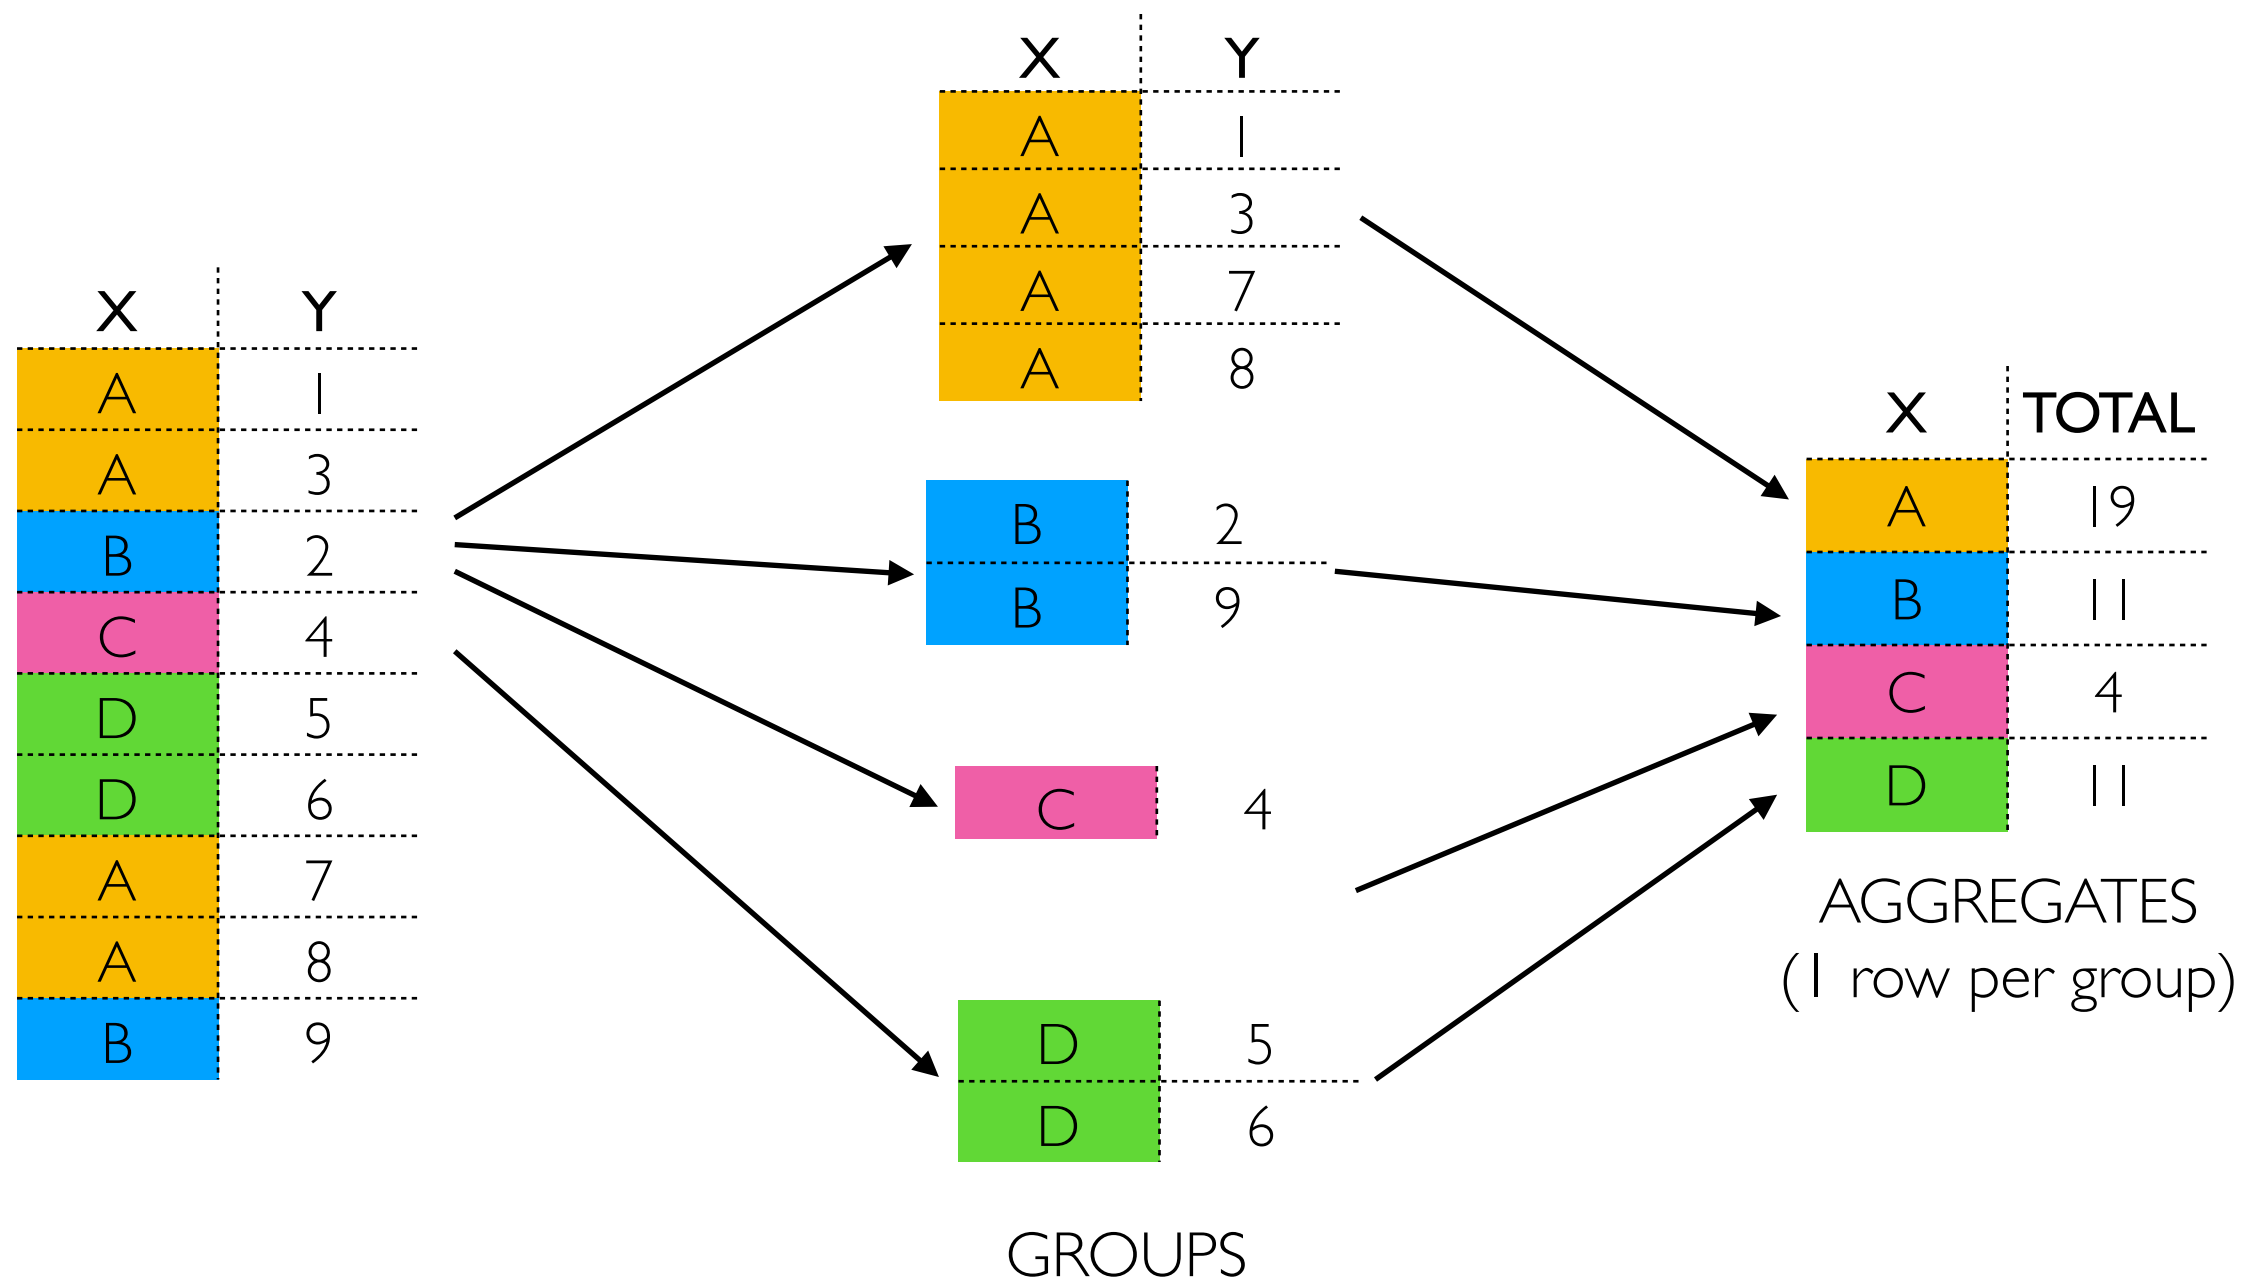 X Y
A 1
A 3
B 2
C 4
D 5
D 6
A 7
A 8
B 9
X Y
A 1
A 3
A 7
A 8
B 2
B 9
C 4
D 5
D 6
GROUPS
X TOTAL
A 19
B 11
C 4
D 11
AGGREGATES
(1 row per group)